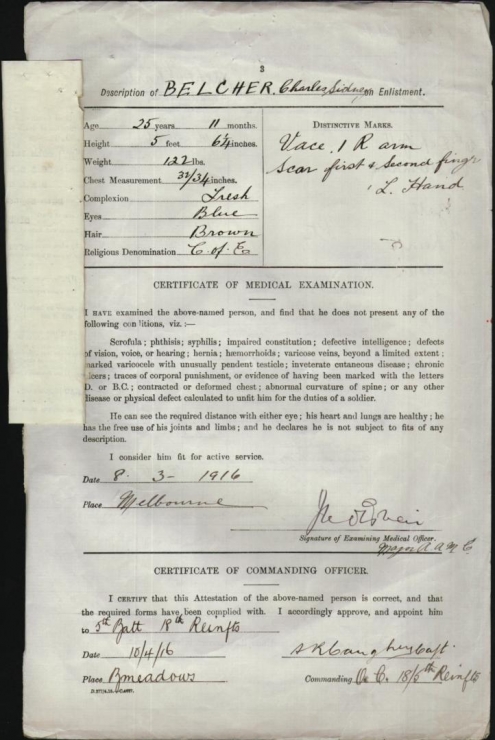 3
Description of BELCHER, Charles Sidney on Enlistment.
Age 25 years 11 months.
Height 5 feet 6¼ inches.
Weight 122 lbs.
Chest Measurement 32/34 inches.
Complexion Fresh
Eyes Blue
Hair Brown
Religious Denomination C. of E.
DISTINCTIVE MARKS.
Vacc. 1 R arm
Scar first & second
L. Hand
CERTIFICATE OF MEDICAL EXAMINATION.
I HAVE examined the above-named person, and find that he does not present any of the
following conditions, viz. :—
Scrofula; phthisis; syphilis; impaired constitution; defective intelligence; defects
of vision, voice, or hearing; hernia; hæmorrhoids; varicose veins, beyond a limited extent;
marked varicocele with unusually pendent testicle; inveterate cutaneous disease; chronic
ulcers; traces of corporal punishment, or evidence of having been marked with the letters
D. or B.C.; contracted or deformed chest; abnormal curvature of spine; or any other
disease or physical defect calculated to unfit him for the duties of a soldier.
He can see the required distance with either eye; his heart and lungs are healthy; he
has the free use of his joints and limbs; and he declares he is not subject to fits of any
description.
I consider him fit for active service.
Date 8. 3- 1916
Place Melbourne
Signature of Examining Medical Officer.
Major A. A. M. C.
CERTIFICATE OF COMMANDING OFFICER.
I CERTIFY that this Attestation of the above-named person is correct, and that
the required forms have been complied with. I accordingly approve, and appoint him
to 5th Batt 18th Reinfts
Date 10/4/16
Place Bmeadows
Capt.
Commanding O. C. 18/5th Reinfts